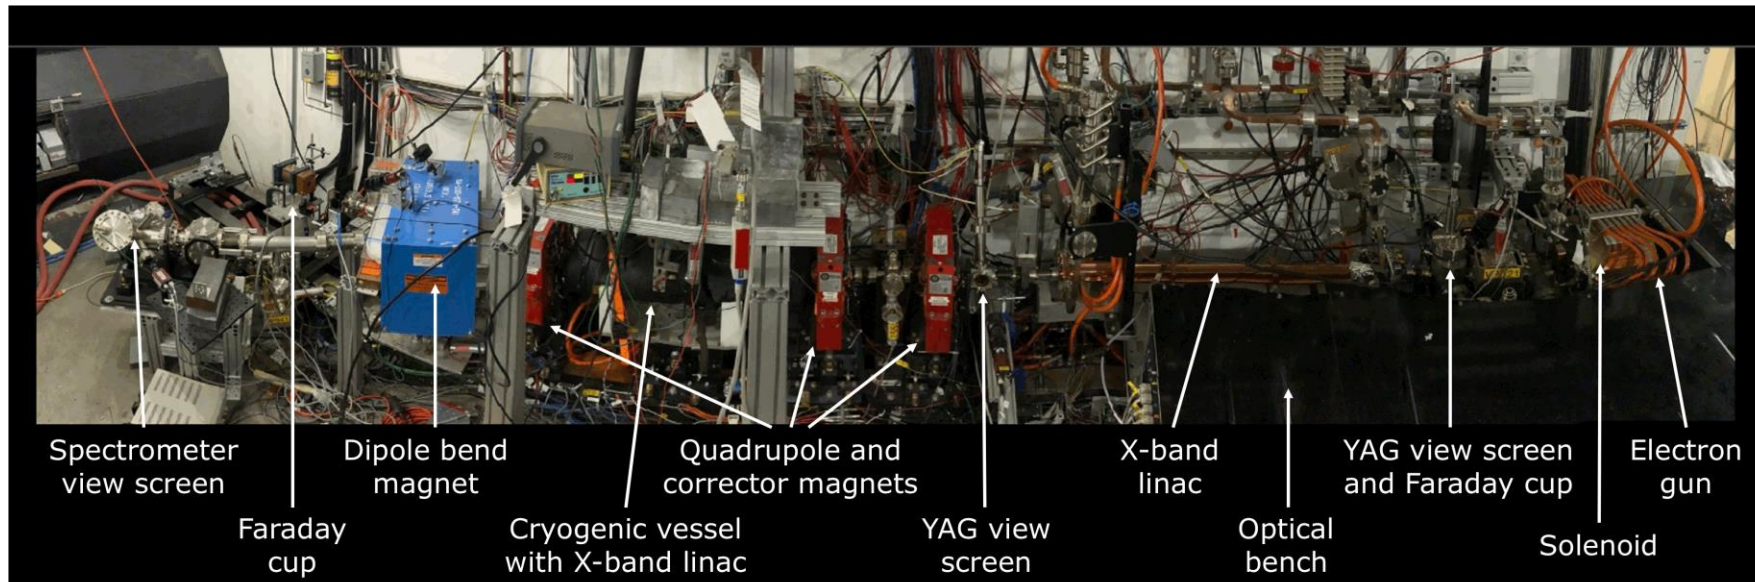 Spectrometer
view screen
Faraday
cup
Dipole bend
magnet
Cryogenic vessel
with X-band linac
Quadrupole and
corrector magnets
YAG view
screen
X-band
linac
Optical
bench
YAG view screen
and Faraday cup
Solenoid
Electron
gun